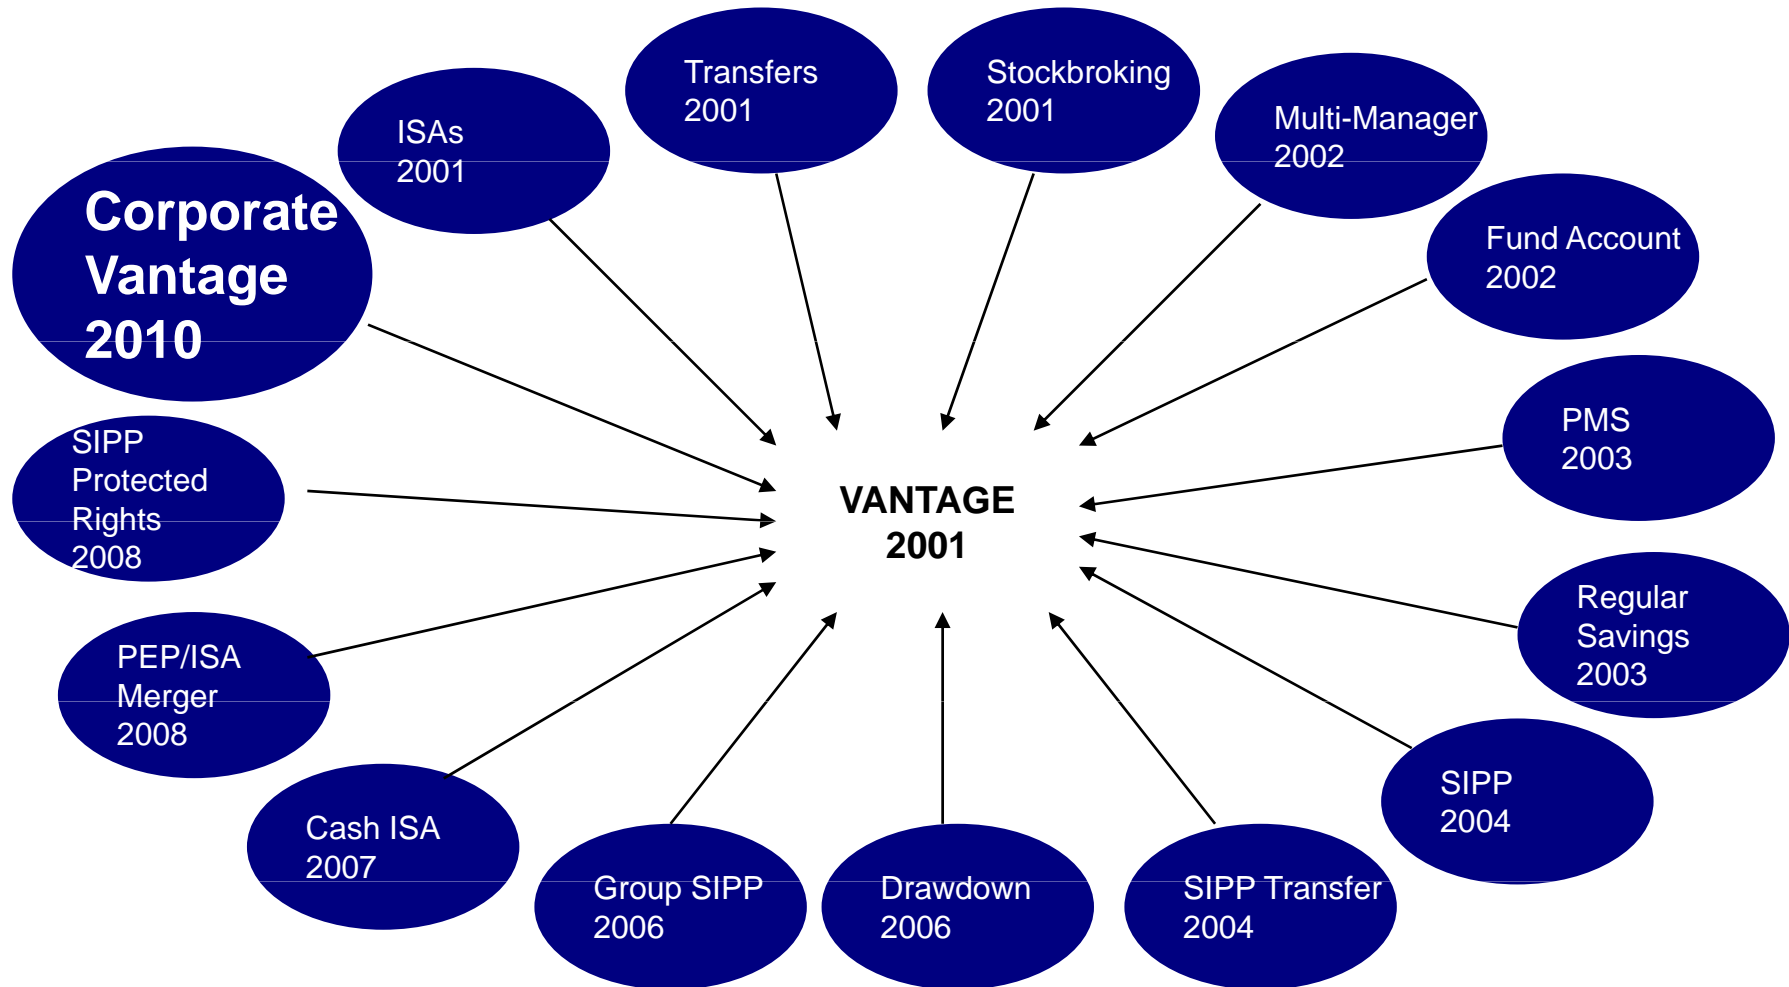 Transfers
2001
Stockbroking
2001
Multi-Manager
2002
ISAs
2001
Corporate
Vantage
2010
Fund Account
2002
PMS
2003
SIPP
Protected
Rights
2008
VANTAGE
2001
Regular
Savings
2003
PEP/ISA
Merger
2008
SIPP
2004
Cash ISA
2007
Group SIPP
2006
Drawdown
2006
SIPP Transfer
2004